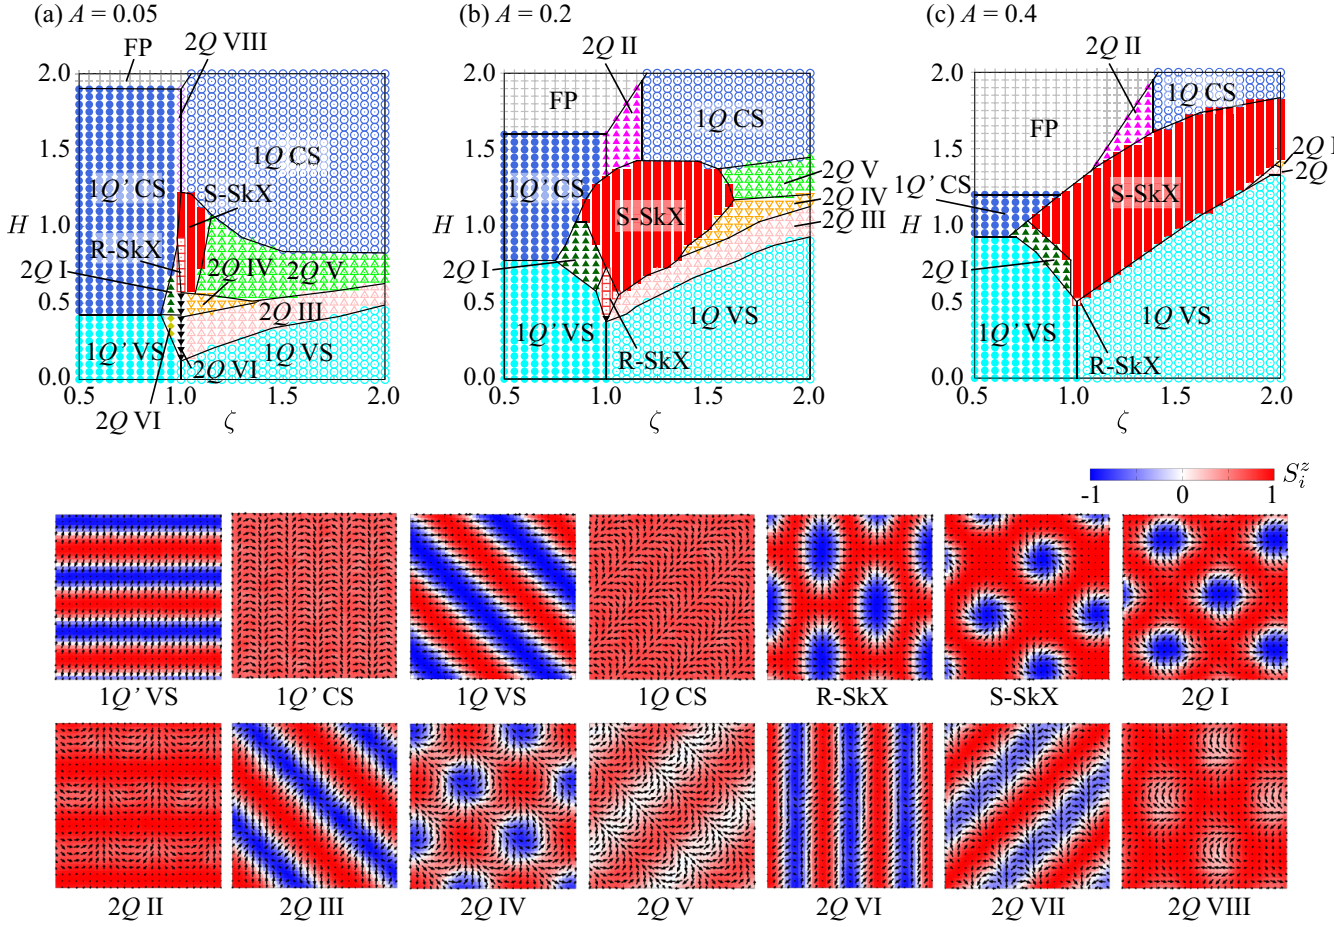 (a) A = 0.05
(b) A = 0.2
(c) A = 0.4
2Q VIII
FP
2.0
1.5
1.0
0.5
0.0
H
1Q CS
1Q' CS
S-SkX
R-SkX
2Q I
2Q IV
2Q V
2Q III
1Q' VS
1Q VS
2Q VI
0.5
1.0
1.5
2.0
2Q VI
ζ
2Q II
2.0
1.5
1.0
0.5
0.0
H
FP
1Q CS
1Q' CS
2Q V
S-SkX
2Q IV
2Q III
2Q I
1Q' VS
1Q VS
R-SkX
0.5
1.0
1.5
2.0
ζ
2Q II
2.0
1.5
1.0
0.5
0.0
H
1Q CS
FP
2Q I
2Q
1Q' CS
S-SkX
2Q I
1Q VS
1Q' VS
R-SkX
0.5
1.0
1.5
2.0
ζ
-1
0
1
S_i^z
1Q' VS
1Q' CS
1Q VS
1Q CS
R-SkX
S-SkX
2Q I
2Q II
2Q III
2Q IV
2Q V
2Q VI
2Q VII
2Q VIII